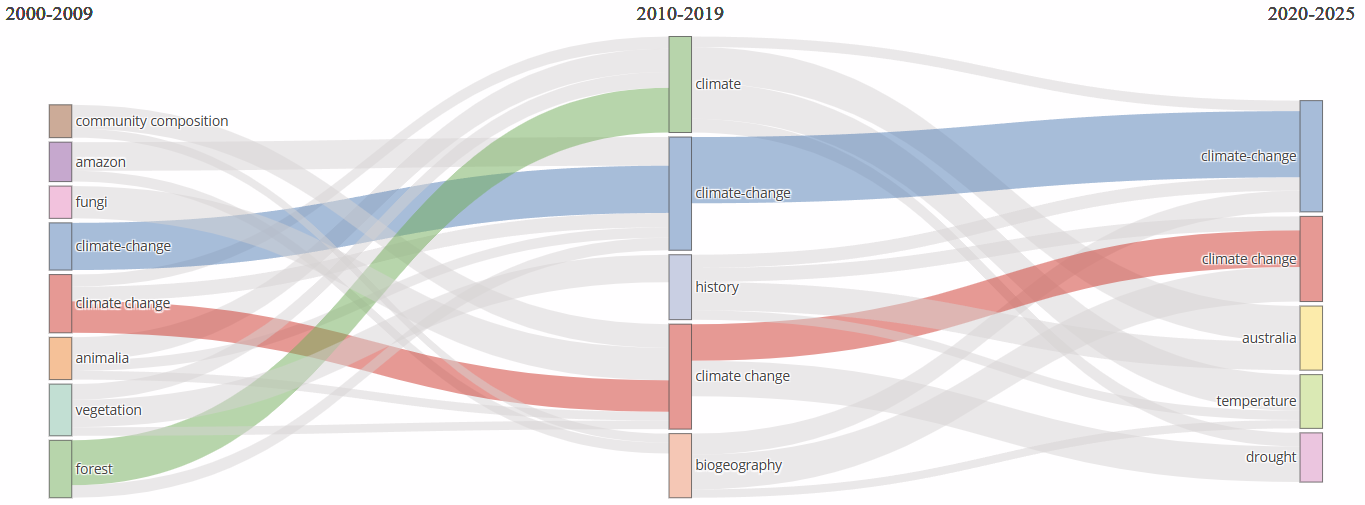 2000-2009
2010-2019
2020-2025
community composition
amazon
fungi
climate-change
climate change
animalia
vegetation
forest
climate
climate-change
history
climate change
biogeography
climate-change
climate change
australia
temperature
drought